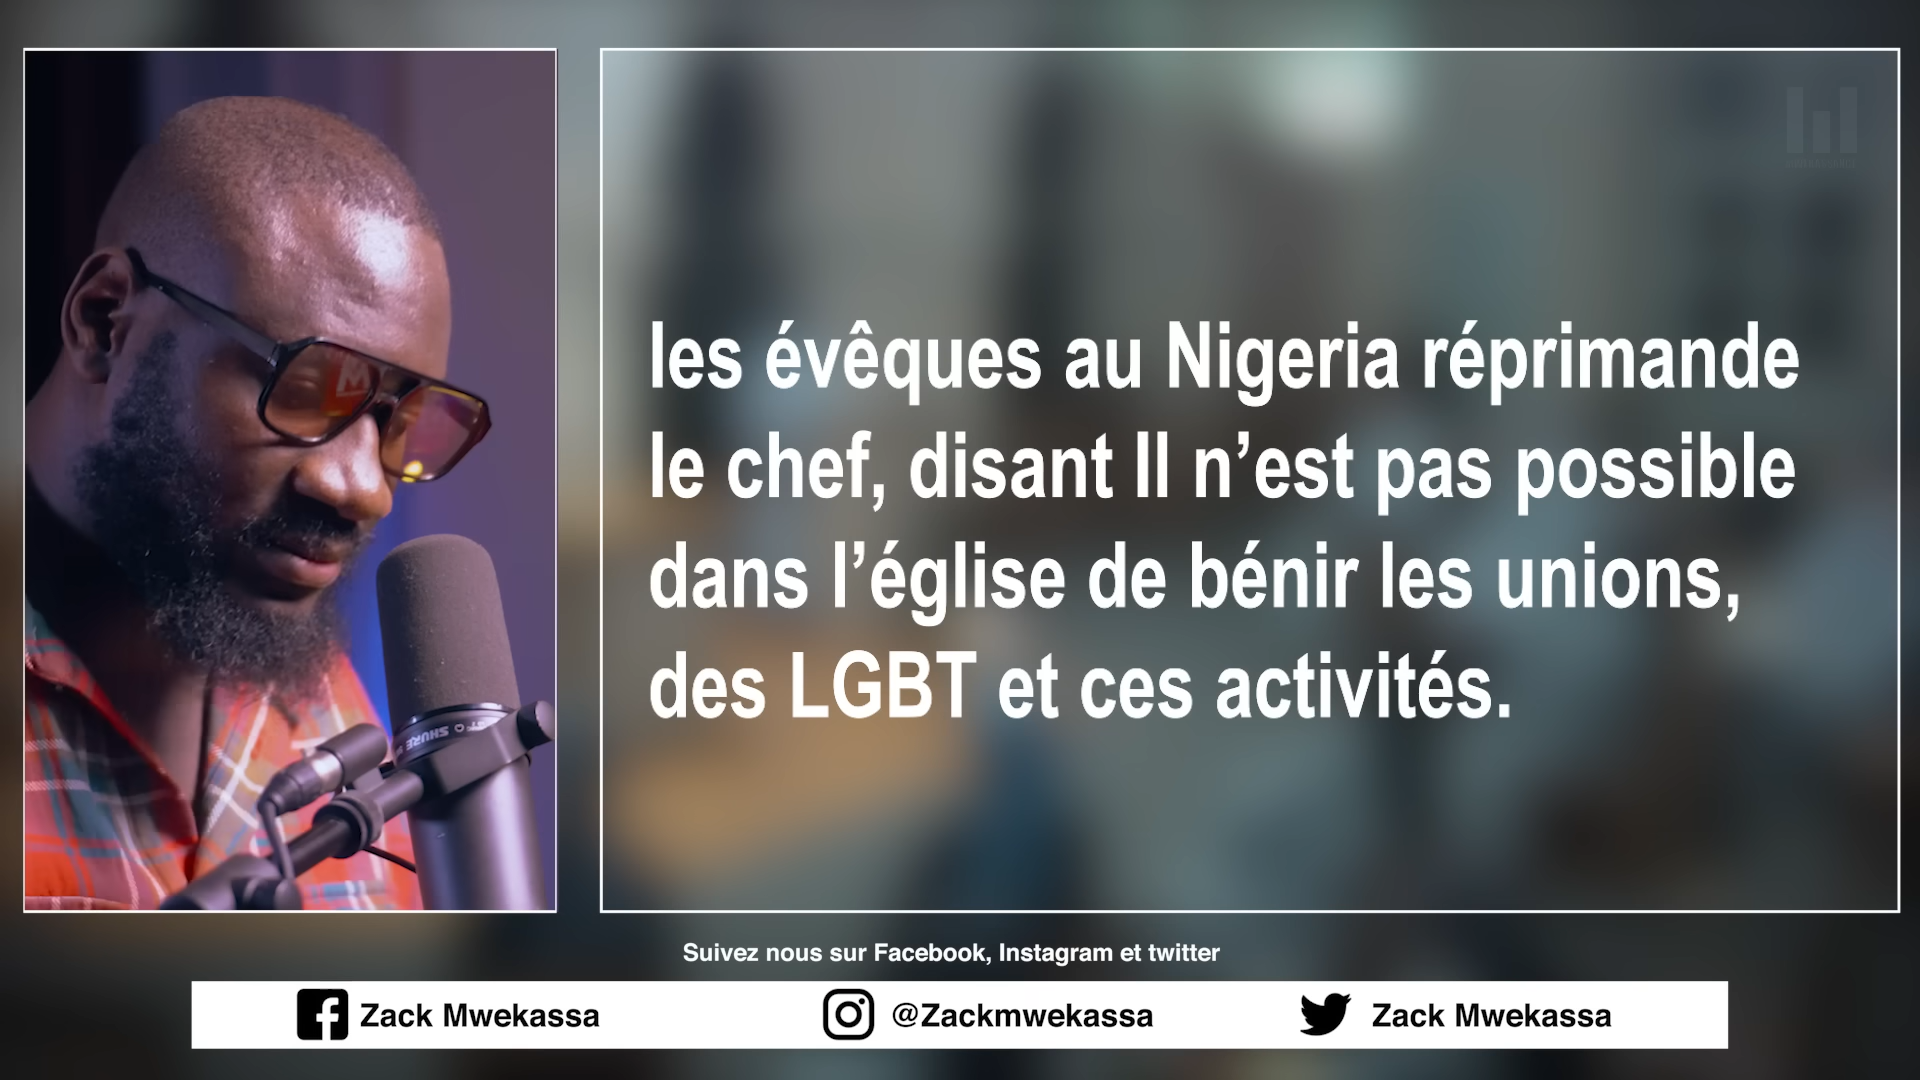 les évêques au Nigeria réprimande
le chef, disant Il n’est pas possible
dans l’église de bénir les unions,
des LGBT et ces activités.
SHURE
M
Suivez nous sur Facebook, Instagram et twitter
Zack Mwekassa
@Zackmwekassa
Zack Mwekassa